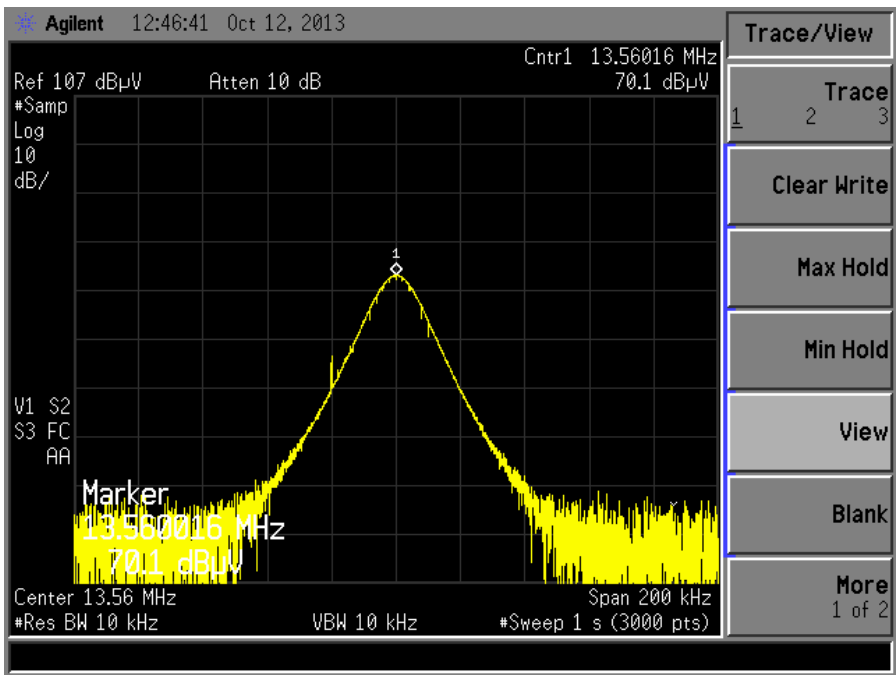 Agilent 12:46:41 Oct 12, 2013
Trace/View
Cntr1 13.56016 MHz
Ref 107 dBµV Atten 10 dB 70.1 dBµV
#Samp
Log
10
dB/
1
V1 S2
S3 FC
AA
Marker
13.560016 MHz
70.1 dBµV
Center 13.56 MHz Span 200 kHz
#Res BW 10 kHz VBW 10 kHz #Sweep 1 s (3000 pts)
Trace
1 2 3
Clear Write
Max Hold
Min Hold
View
Blank
More
1 of 2